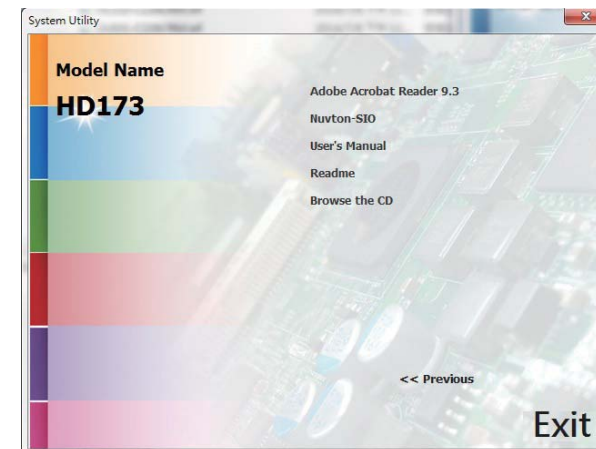 System Utility
Model Name
HD173
Adobe Acrobat Reader 9.3
Nuvton-SIO
User's Manual
Readme
Browse the CD
<< Previous
Exit